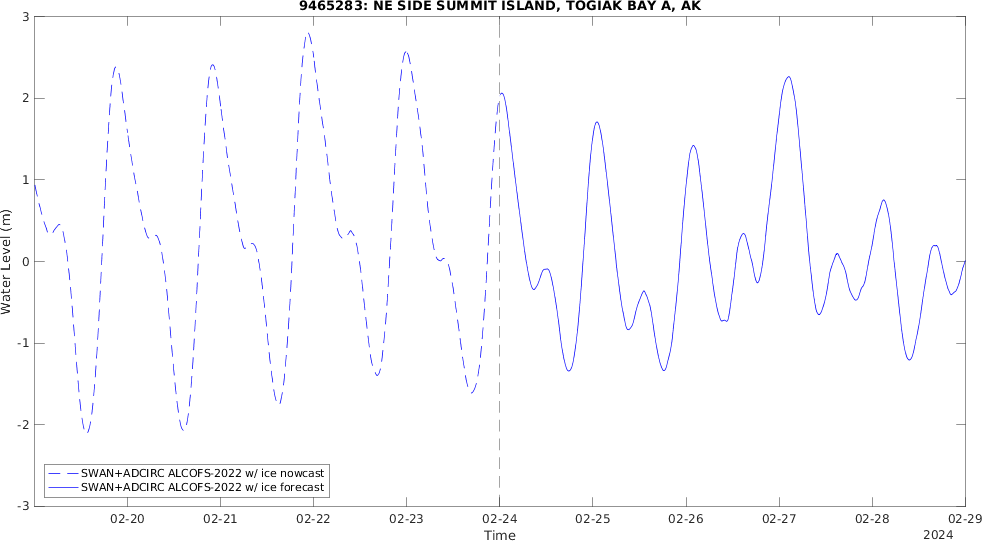 9465283: NE SIDE SUMMIT ISLAND, TOGIAK BAY A, AK
3
2
1
0
-1
-2
-3
Water Level (m)
SWAN+ADCIRC ALCOFS-2022 w/ ice nowcast
SWAN+ADCIRC ALCOFS-2022 w/ ice forecast
02-20 02-21 02-22 02-23 02-24 02-25 02-26 02-27 02-28 02-29
Time
2024